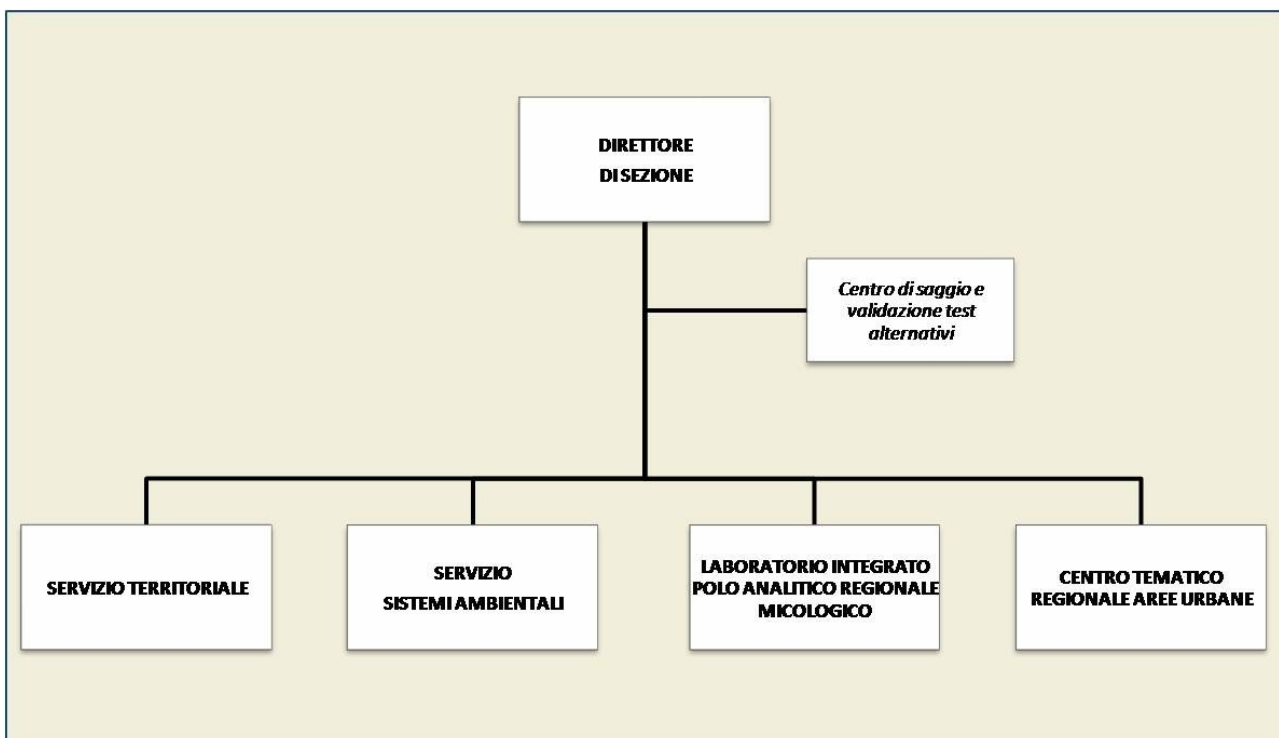 DIRETTORE
DI SEZIONE
Centro di saggio e
validazione test
alternativi
SERVIZIO TERRITORIALE
SERVIZIO
SISTEMI AMBIENTALI
LABORATORIO INTEGRATO
POLO ANALITICO REGIONALE
MICOLOGICO
CENTRO TEMATICO
REGIONALE AREE URBANE